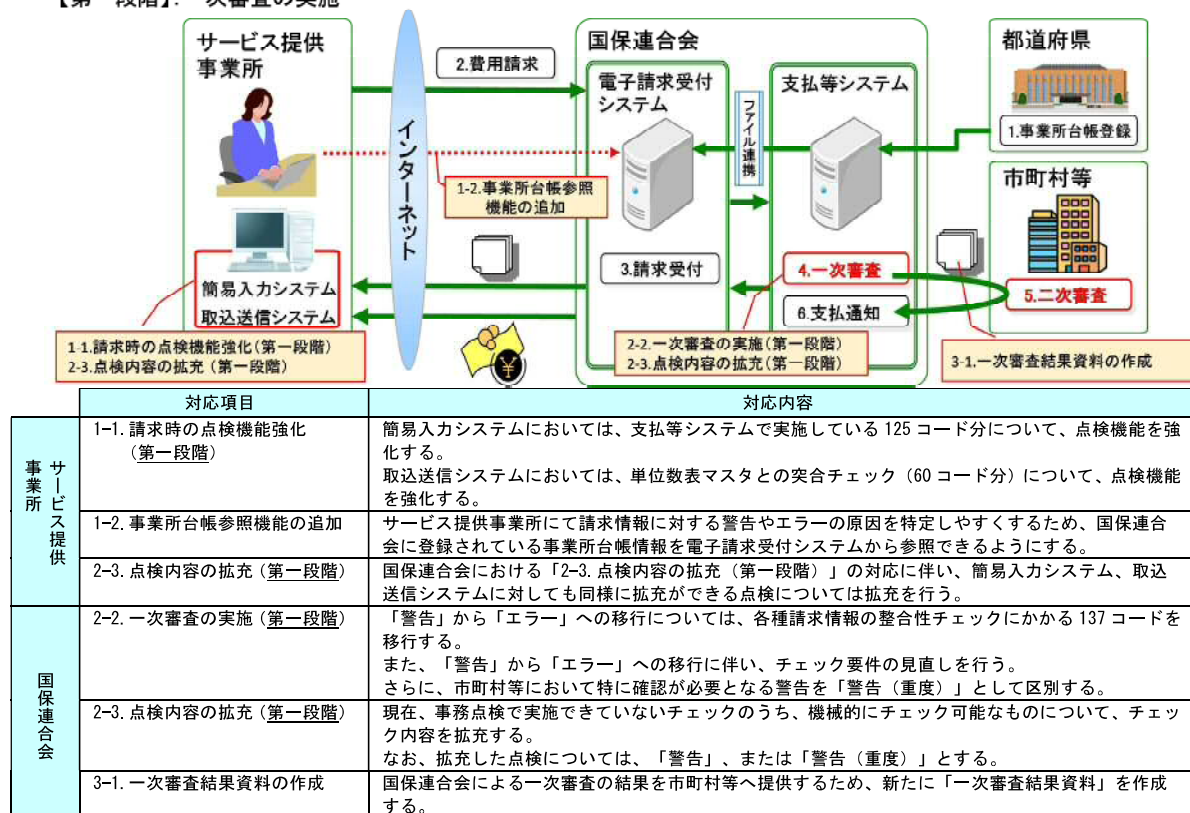 【第一段階】：一次審査の実施
サービス提供
事業所
2.費用請求
インターネット
1-2.事業所台帳参照
機能の追加
簡易入力システム
取込送信システム
1-1.請求時の点検機能強化(第一段階)
2-3.点検内容の拡充(第一段階)
国保連合会
電子請求受付
システム
ファイル連携
支払等システム
3.請求受付
4.一次審査
6.支払通知
2-2.一次審査の実施(第一段階)
2-3.点検内容の拡充(第一段階)
都道府県
1.事業所台帳登録
市町村等
5.二次審査
3-1.一次審査結果資料の作成
¥
対応項目
対応内容
サービス提供
事業所
1-1.請求時の点検機能強化
（第一段階）
簡易入力システムにおいては、支払等システムで実施している 125 コード分について、点検機能を強
化する。
取込送信システムにおいては、単位数表マスタとの突合チェック（60 コード分）について、点検機能
を強化する。
1-2.事業所台帳参照機能の追加
サービス提供事業所にて請求情報に対する警告やエラーの原因を特定しやすくするため、国保連合
会に登録されている事業所台帳情報を電子請求受付システムから参照できるようにする。
2-3.点検内容の拡充（第一段階）
国保連合会における「2-3.点検内容の拡充（第一段階）」の対応に伴い、簡易入力システム、取込
送信システムに対しても同様に拡充ができる点検については拡充を行う。
国保連合会
2-2.一次審査の実施（第一段階）
「警告」から「エラー」への移行については、各種請求情報の整合性チェックにかかる 137 コードを
移行する。
また、「警告」から「エラー」への移行に伴い、チェック要件の見直しを行う。
さらに、市町村等において特に確認が必要となる警告を「警告（重度）」として区別する。
2-3.点検内容の拡充（第一段階）
現在、事務点検で実施できていないチェックのうち、機械的にチェック可能なものについて、チェッ
ク内容を拡充する。
なお、拡充した点検については、「警告」、または「警告（重度）」とする。
3-1.一次審査結果資料の作成
国保連合会による一次審査の結果を市町村等へ提供するため、新たに「一次審査結果資料」を作成
する。